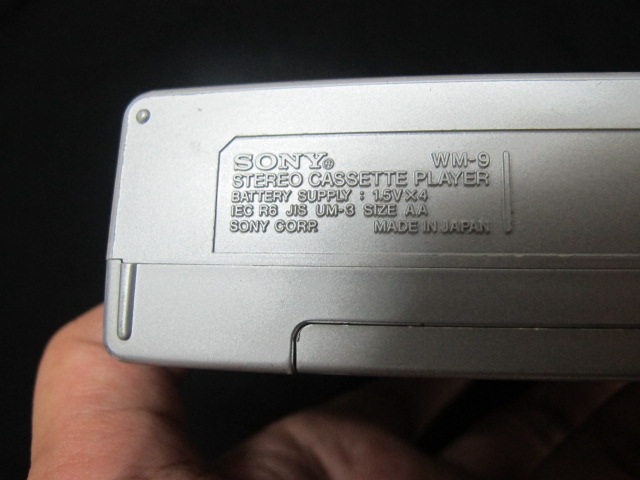 SONY® WM-9
STEREO CASSETTE PLAYER
BATTERY SUPPLY : 1.5V×4
IEC R6 JIS UM-3 SIZE AA
SONY CORP MADE IN JAPAN